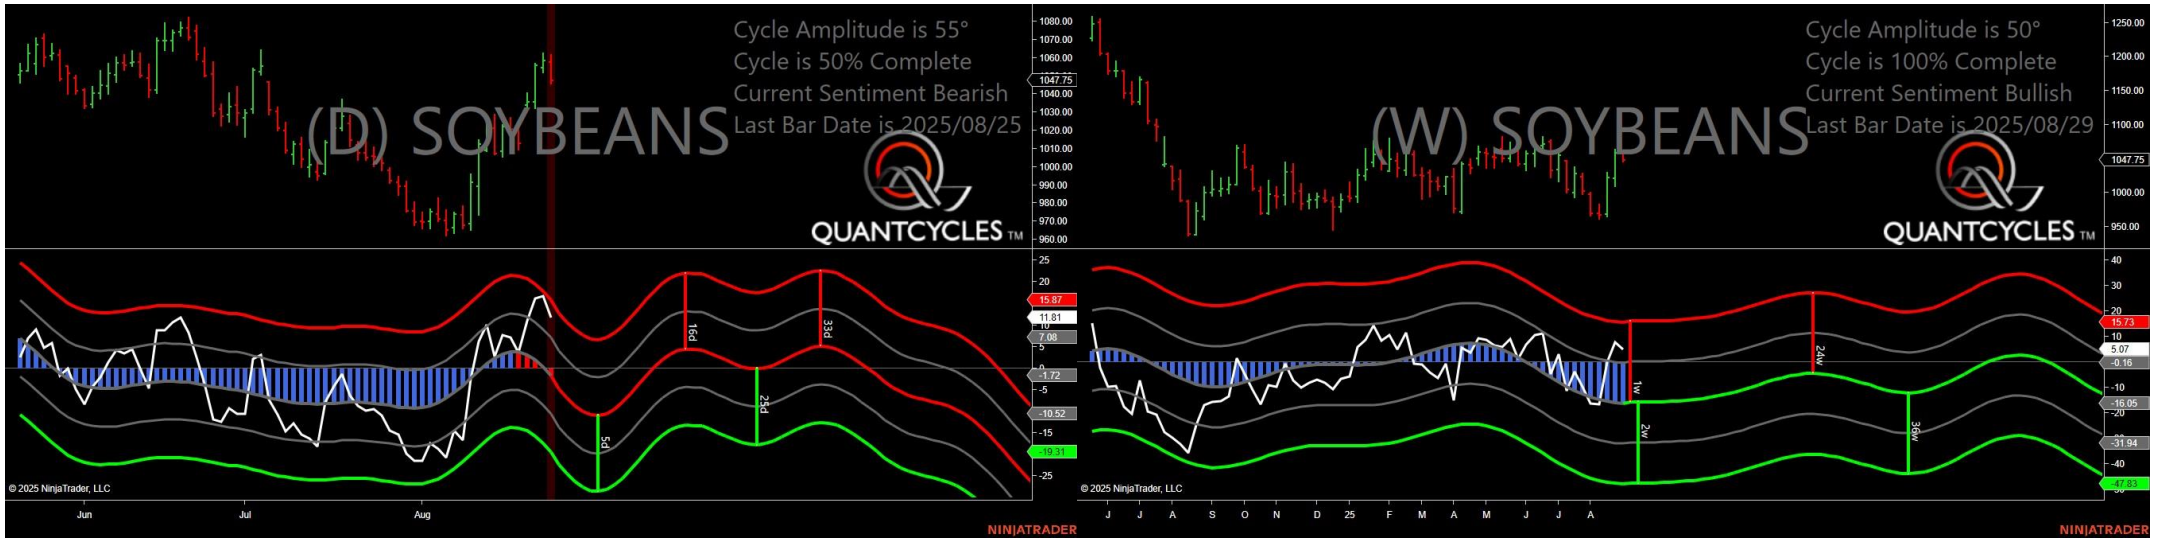 Cycle Amplitude is 55°
Cycle is 50% Complete
Current Sentiment Bearish
Last Bar Date is 2025/08/25
(D) SOYBEANS
QUANTCYCLES TM
1080.00
1070.00
1060.00
1047.75
1040.00
1030.00
1020.00
1010.00
1000.00
990.00
980.00
970.00
960.00
25
20
15.87
11.81
10
7.08
5
0
-1.72
-5
-10.52
-15
-19.31
-25
16d
33d
25d
5d
© 2025 NinjaTrader, LLC
Jun
Jul
Aug
NINJATRADER
Cycle Amplitude is 50°
Cycle is 100% Complete
Current Sentiment Bullish
Last Bar Date is 2025/08/29
(W) SOYBEANS
QUANTCYCLES TM
1250.00
1200.00
1150.00
1100.00
1047.75
1000.00
950.00
40
30
20
15.73
10
5.07
-0.16
-10
-16.05
-20
-31.94
-40
-47.83
1w
2w
24w
36w
© 2025 NinjaTrader, LLC
J
J
A
S
O
N
D
25
F
M
A
M
J
J
A
NINJATRADER